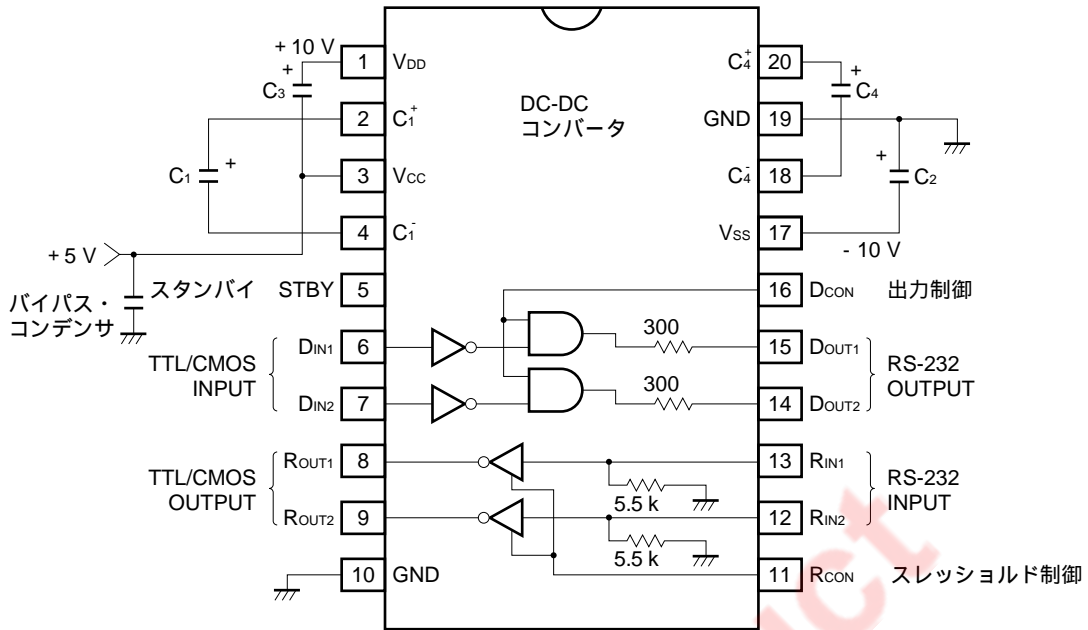 + 10 V
1 VDD
C3 +
2 C1+
C1 +
3 VCC
4 C1-
+ 5 V
バイパス・
コンデンサ
スタンバイ STBY 5
TTL/CMOS
INPUT
DIN1 6
DIN2 7
TTL/CMOS
OUTPUT
ROUT1 8
ROUT2 9
10 GND
DC-DC
コンバータ
C4+ 20
+ C4
GND 19
C4- 18
+ C2
VSS 17
- 10 V
16 DCON 出力制御
300
15 DOUT1
300
14 DOUT2
RS-232
OUTPUT
13 RIN1
5.5 k
12 RIN2
5.5 k
RS-232
INPUT
11 RCON スレッショルド制御
uct